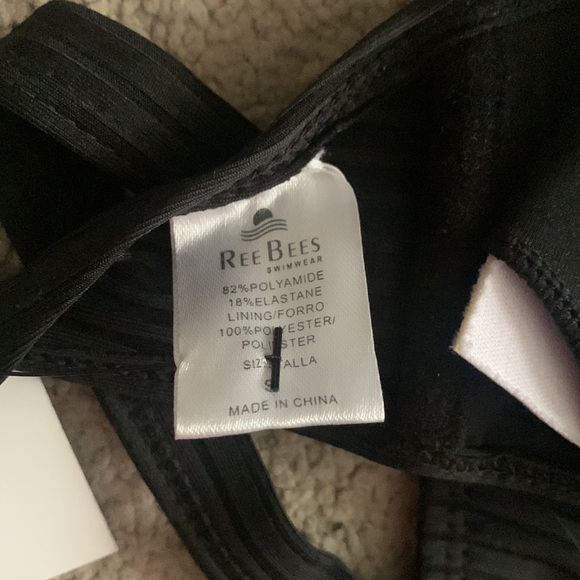 REE BEES
SWIMWEAR
82%POLYAMIDE
18%ELASTANE
LINING/FORRO
100%POLYESTER/
POLIESTER
SIZE/TALLA
S
MADE IN CHINA